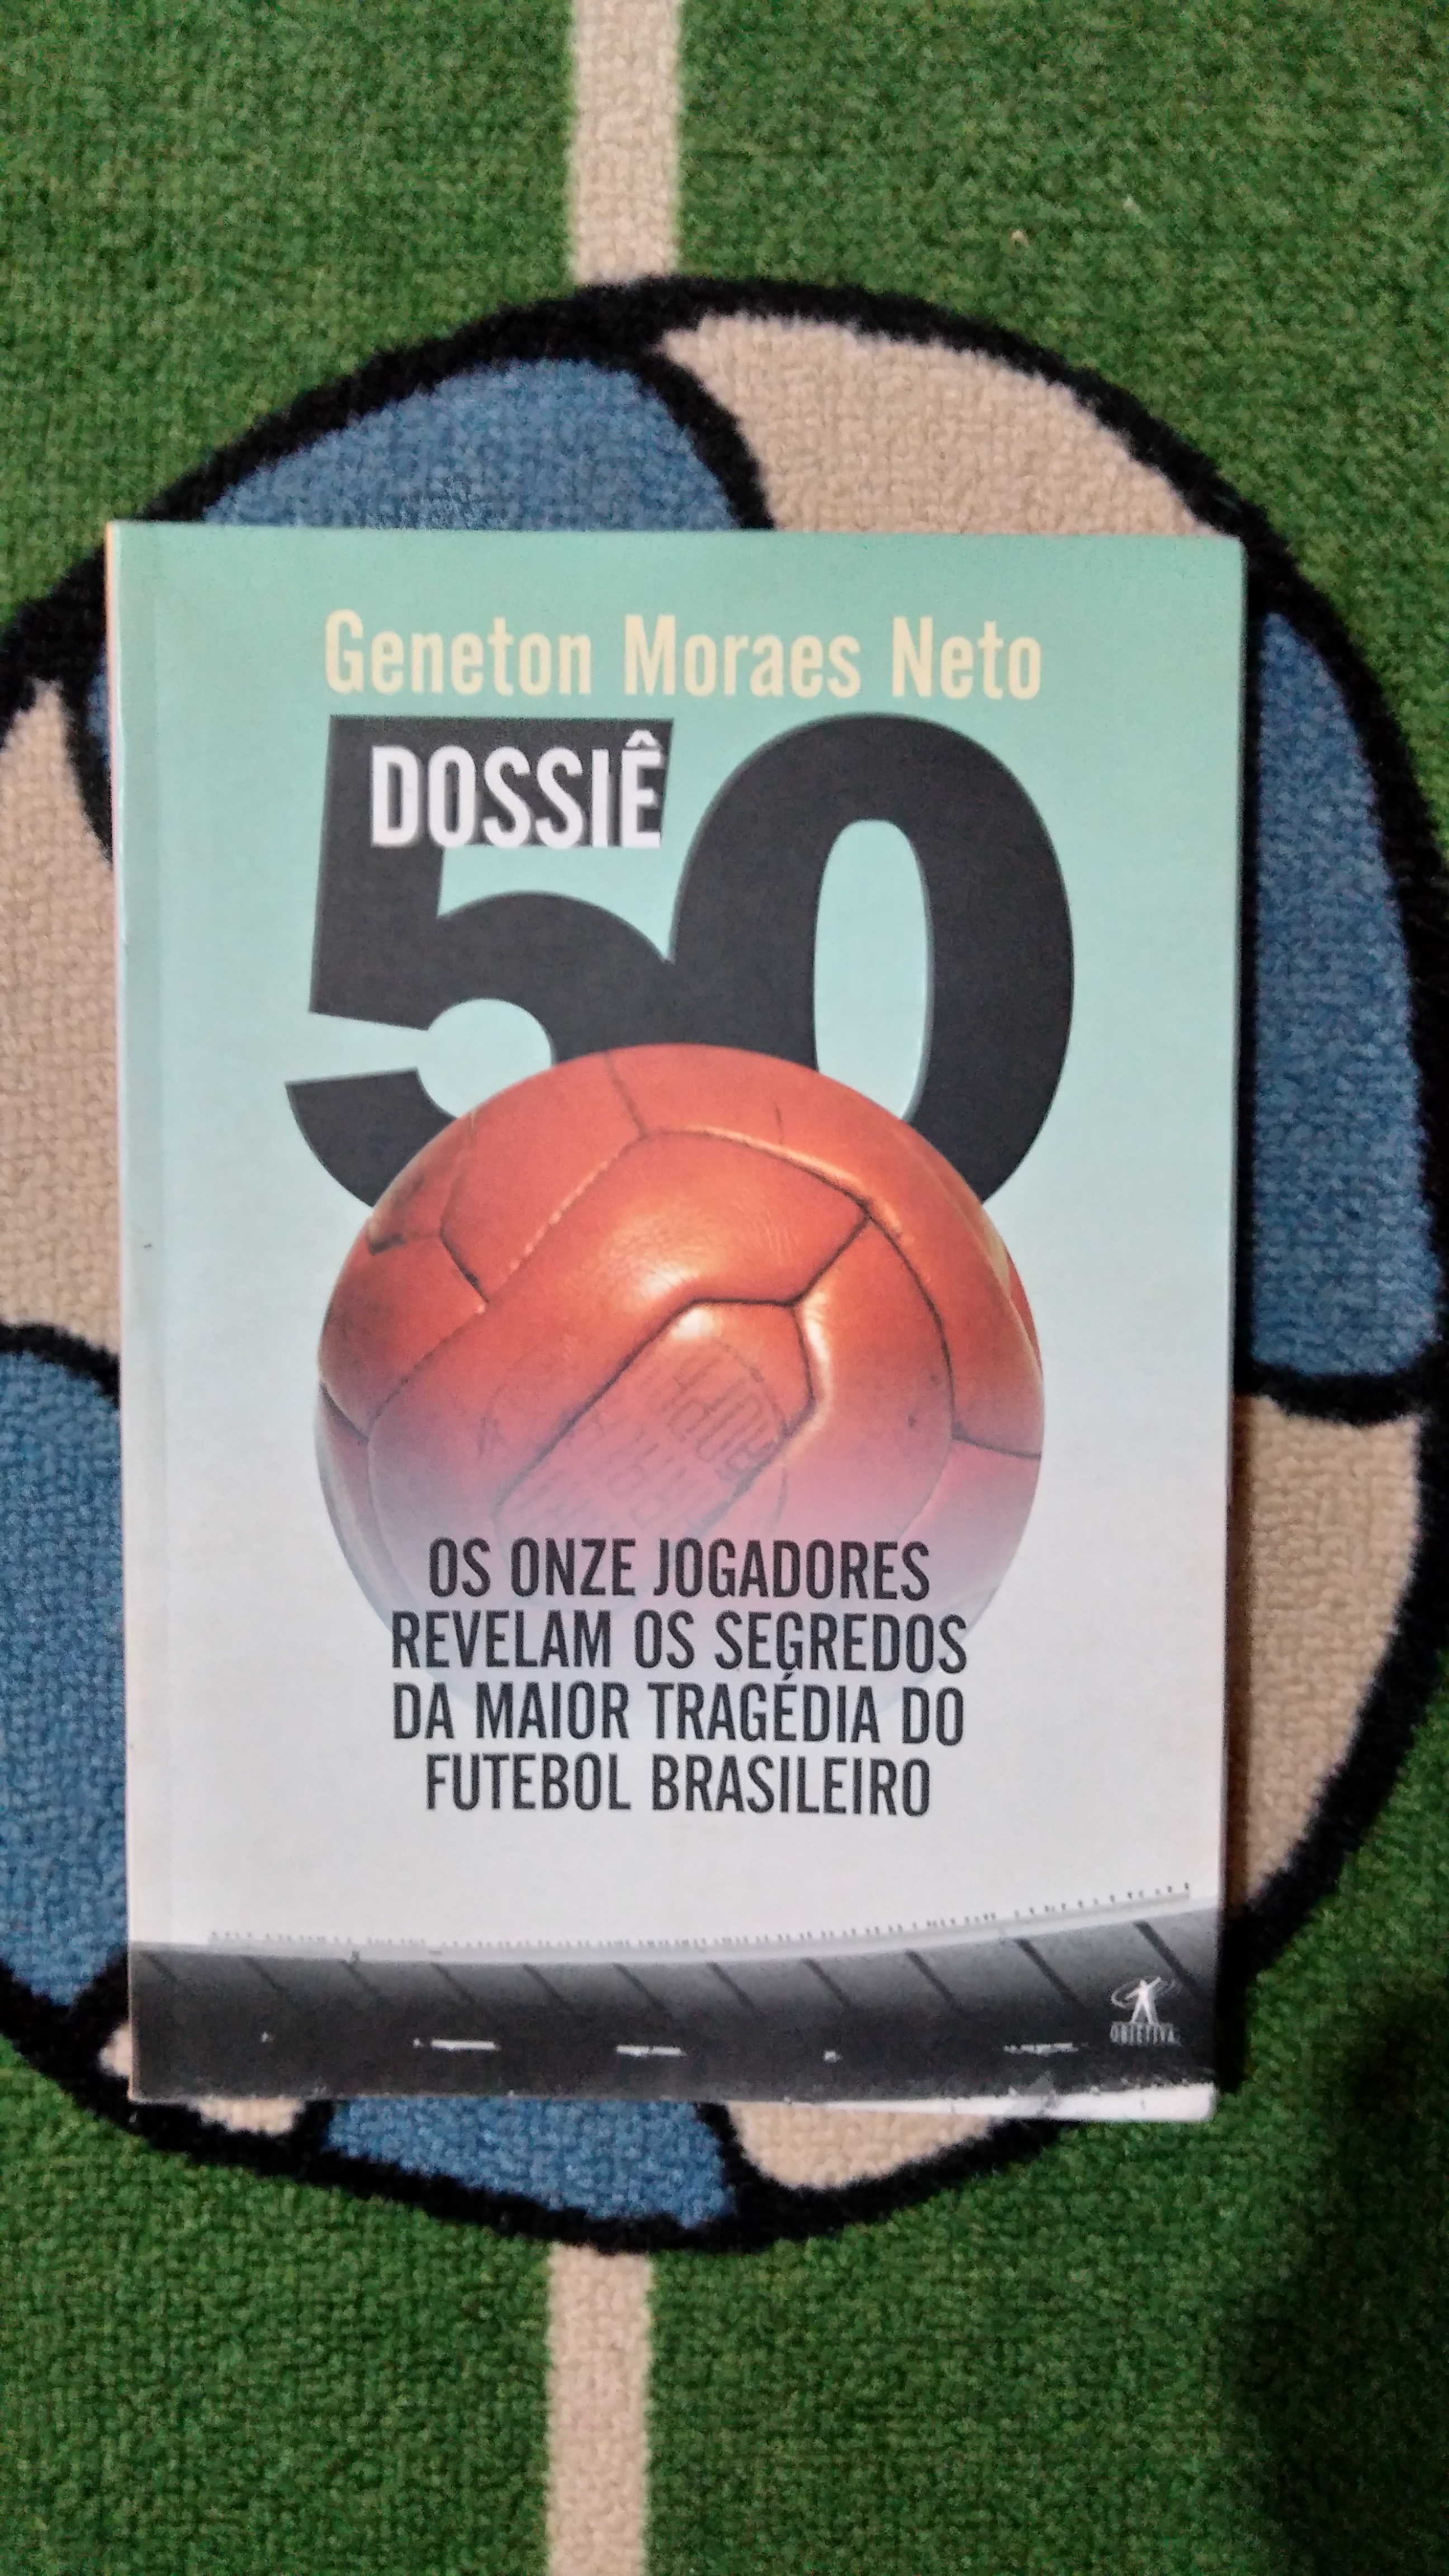 Geneton Moraes Neto
DOSSIÊ
50
OS ONZE JOGADORES
REVELAM OS SEGREDOS
DA MAIOR TRAGÉDIA DO
FUTEBOL BRASILEIRO
OBJETIVA